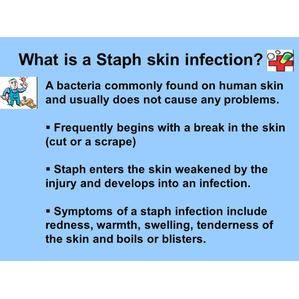 What is a Staph skin infection?
A bacteria commonly found on human skin
and usually does not cause any problems.
▪ Frequently begins with a break in the skin
(cut or a scrape)
▪ Staph enters the skin weakened by the
injury and develops into an infection.
▪ Symptoms of a staph infection include
redness, warmth, swelling, tenderness of
the skin and boils or blisters.